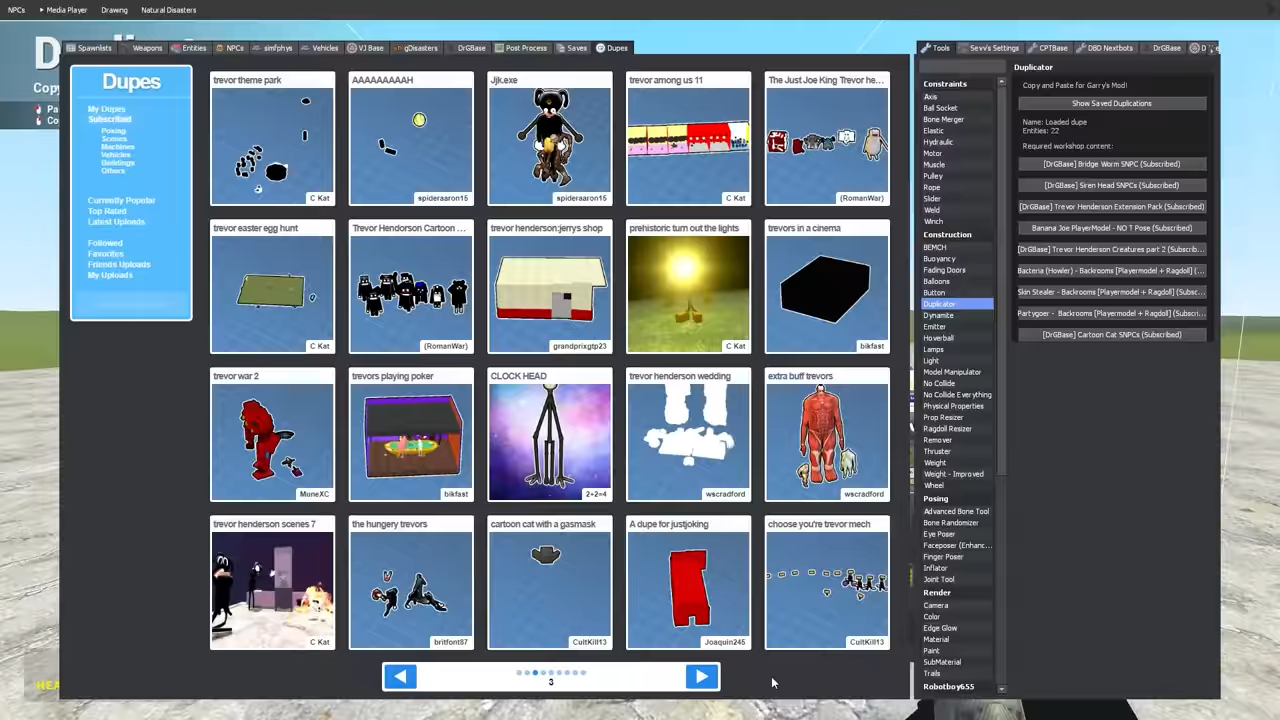 NPCs
Media Player
Drawing
Natural Disasters
D
Copy
Pa
Co
Spawnlists
Weapons
Entities
NPCs
simfphys
Vehicles
VJ Base
gDisasters
DrGBase
Post Process
Saves
Dupes
Dupes
My Dupes
Subscribed
Posing
Scenes
Machines
Vehicles
Buildings
Others
Currently Popular
Top Rated
Latest Uploads
Followed
Favorites
Friends Uploads
My Uploads
trevor theme park
C Kat
AAAAAAAAAH
spideraaron15
Jjk.exe
spideraaron15
trevor among us 11
C Kat
The Just Joe King Trevor he...
(RomanWar)
trevor easter egg hunt
C Kat
Trevor Henderson Cartoon ...
(RomanWar)
trevor henderson:jerrys shop
grandprixgtp23
prehistoric turn out the lights
C Kat
trevors in a cinema
bikfast
trevor war 2
MuneXC
trevors playing poker
bikfast
CLOCK HEAD
2+2=4
trevor henderson wedding
wscradford
extra buff trevors
wscradford
trevor henderson scenes 7
C Kat
the hungery trevors
britfont87
cartoon cat with a gasmask
CultKill13
A dupe for justjoking
Joaquin245
choose you're trevor mech
CultKill13
3
HEA
Tools
Sevv's Settings
CPTBase
DBD Nextbots
DrGBase
Constraints
Axis
Ball Socket
Bone Merger
Elastic
Hydraulic
Motor
Muscle
Pulley
Rope
Slider
Weld
Winch
Construction
BEMCH
Buoyancy
Fading Doors
Balloons
Button
Duplicator
Dynamite
Emitter
Hoverball
Lamps
Light
Model Manipulator
No Collide
No Collide Everything
Physical Properties
Prop Resizer
Ragdoll Resizer
Remover
Thruster
Weight
Weight - Improved
Wheel
Posing
Advanced Bone Tool
Bone Randomizer
Eye Poser
Faceposer (Enhanc...
Finger Poser
Inflator
Joint Tool
Render
Camera
Color
Edge Glow
Material
Paint
SubMaterial
Trails
Robotboy655
Duplicator
Copy and Paste for Garry's Mod!
Show Saved Duplications
Name: Loaded dupe
Entities: 22
Required workshop content:
[DrGBase] Bridge Worm SNPC (Subscribed)
[DrGBase] Siren Head SNPCs (Subscribed)
[DrGBase] Trevor Henderson Extension Pack (Subscribed)
Banana Joe PlayerModel - NO T Pose (Subscribed)
[DrGBase] Trevor Henderson Creatures part 2 (Subscrib...
Bacteria (Howler) - Backrooms [Playermodel + Ragdoll] (...
Skin Stealer - Backrooms [Playermodel + Ragdoll] (Subsc...
Partygoer - Backrooms [Playermodel + Ragdoll] (Subscri...
[DrGBase] Cartoon Cat SNPCs (Subscribed)